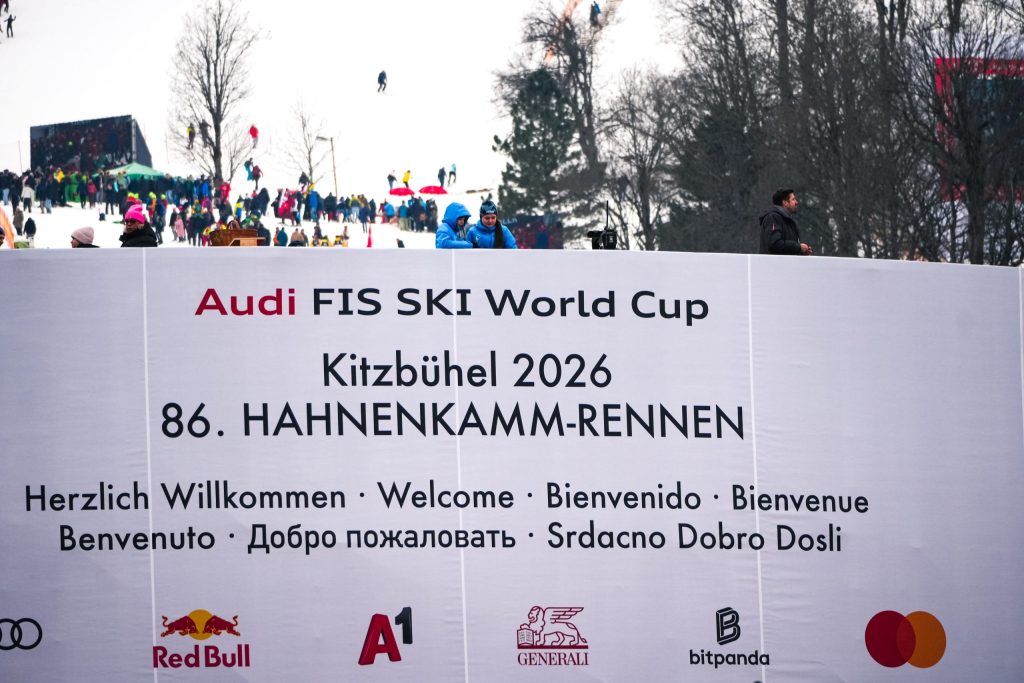 Audi FIS SKI World Cup
Kitzbühel 2026
86. HAHNENKAMM-RENNEN
Herzlich Willkommen · Welcome · Bienvenido · Bienvenue
Benvenuto · Добро пожаловать · Srdacno Dobro Dosli
Red Bull A1 GENERALI bitpanda